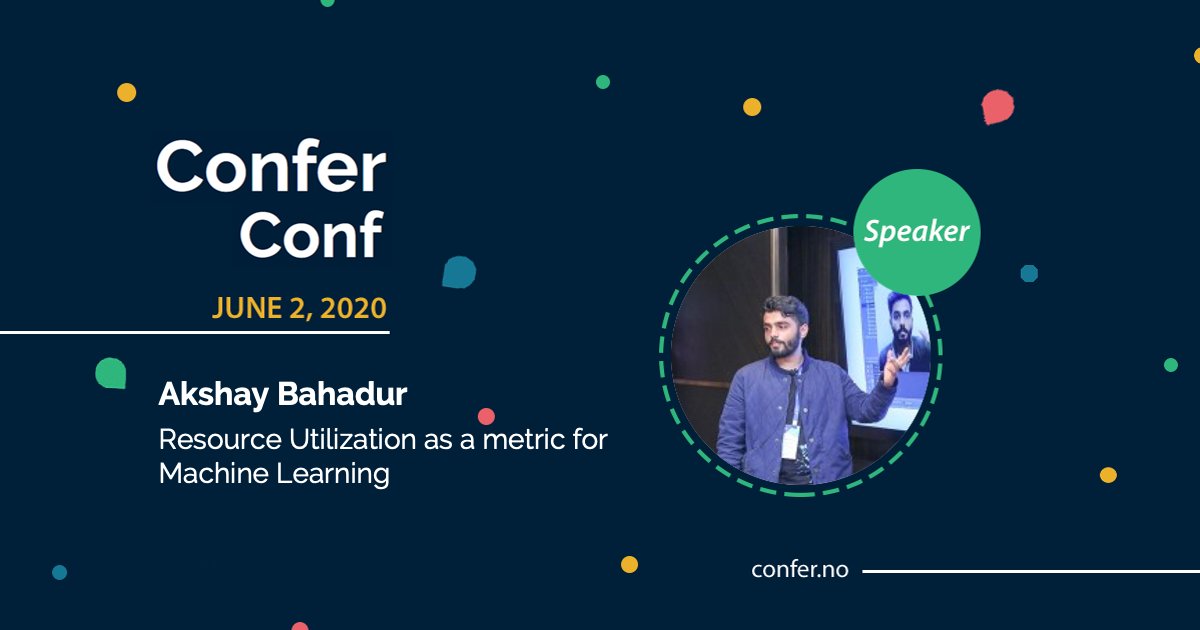 Confer
Conf
JUNE 2, 2020
Akshay Bahadur
Resource Utilization as a metric for
Machine Learning
Speaker
confer.no